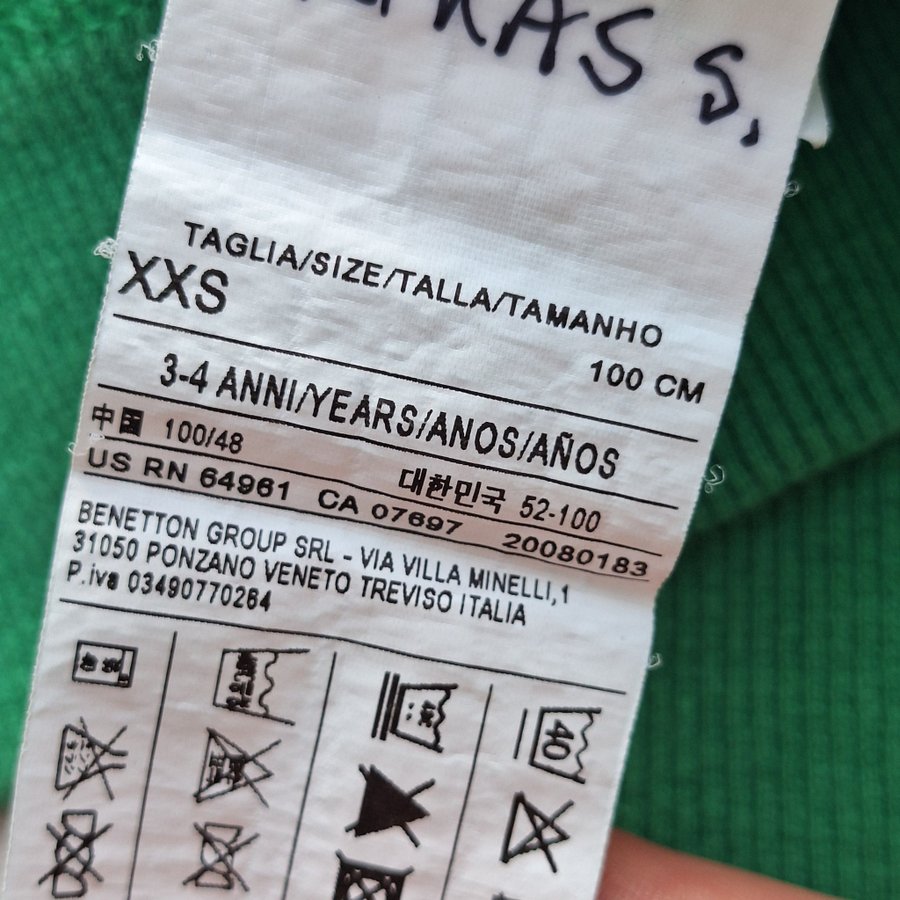 S.
TAGLIA/SIZE/TALLA/TAMANHO
XXS
100 CM
3-4 ANNI/YEARS/ANOS/AÑOS
中国 100/48
대한민국 52-100
US RN 64961 CA 07697 20080183
BENETTON GROUP SRL - VIA VILLA MINELLI,1
31050 PONZANO VENETO TREVISO ITALIA
P.iva 03490770264
40